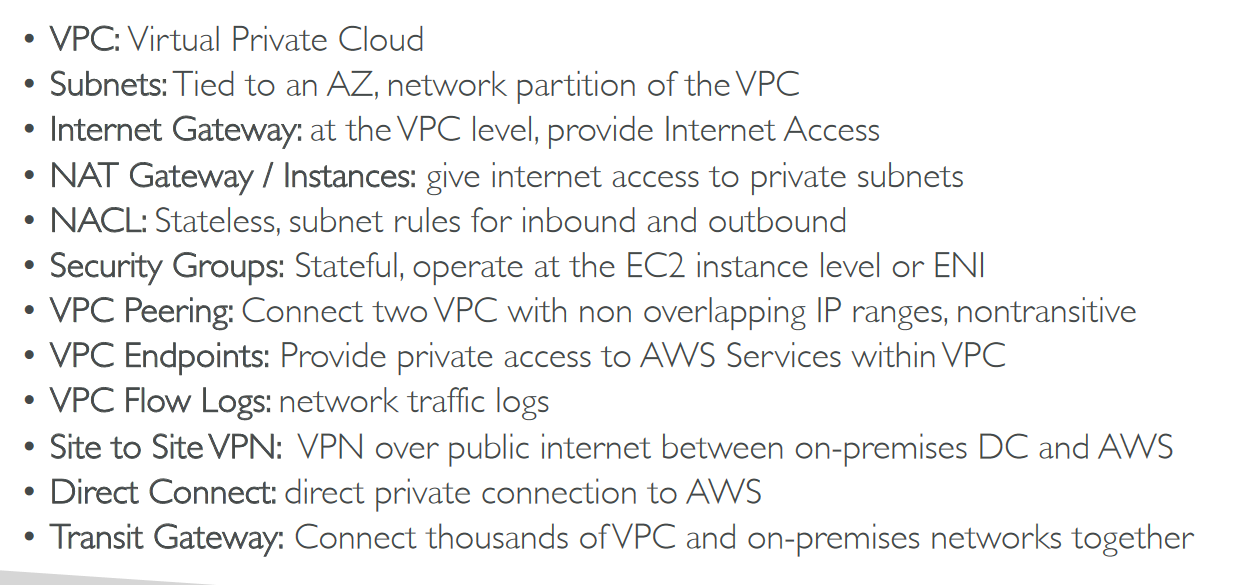 • VPC: Virtual Private Cloud
• Subnets: Tied to an AZ, network partition of the VPC
• Internet Gateway: at the VPC level, provide Internet Access
• NAT Gateway / Instances: give internet access to private subnets
• NACL: Stateless, subnet rules for inbound and outbound
• Security Groups: Stateful, operate at the EC2 instance level or ENI
• VPC Peering: Connect two VPC with non overlapping IP ranges, nontransitive
• VPC Endpoints: Provide private access to AWS Services within VPC
• VPC Flow Logs: network traffic logs
• Site to Site VPN: VPN over public internet between on-premises DC and AWS
• Direct Connect: direct private connection to AWS
• Transit Gateway: Connect thousands of VPC and on-premises networks together